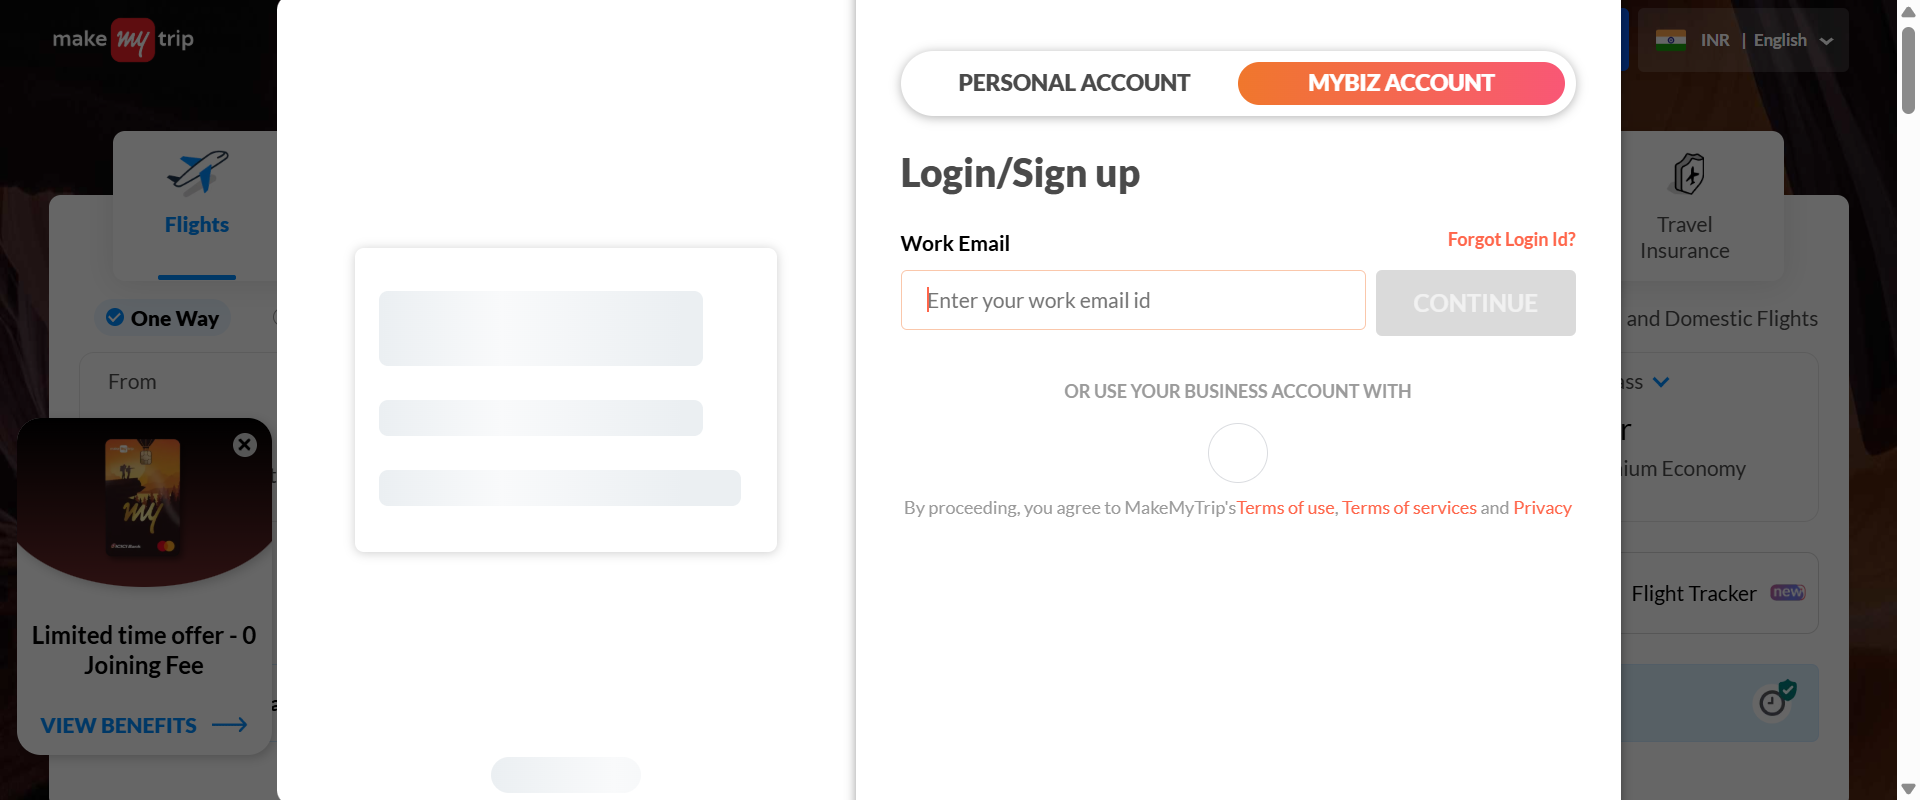 make my trip
INR | English
PERSONAL ACCOUNT
MYBIZ ACCOUNT
Login/Sign up
Work Email
Forgot Login Id?
Enter your work email id
CONTINUE
OR USE YOUR BUSINESS ACCOUNT WITH
By proceeding, you agree to MakeMyTrip'sTerms of use, Terms of services and Privacy
Flights
One Way
From
my
Limited time offer - 0
Joining Fee
VIEW BENEFITS
Travel
Insurance
and Domestic Flights
ass
r
ium Economy
Flight Tracker
new